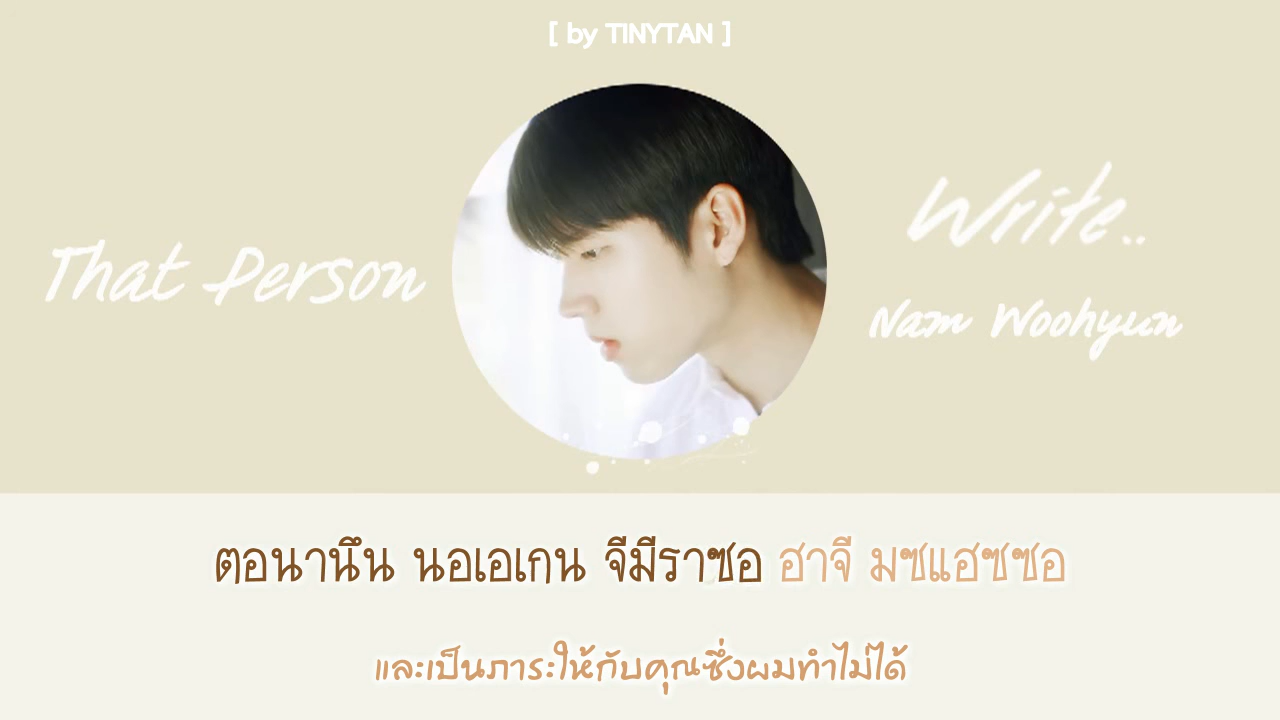 [ by TINYTAN ]
That Person
Write..
Nam Woohyun
ตอนานึน นอเอเกน จีมีราซอ ฮาจี มซแฮซซอ
และเป็นภาระให้กับคุณซึ่งผมทำไม่ได้